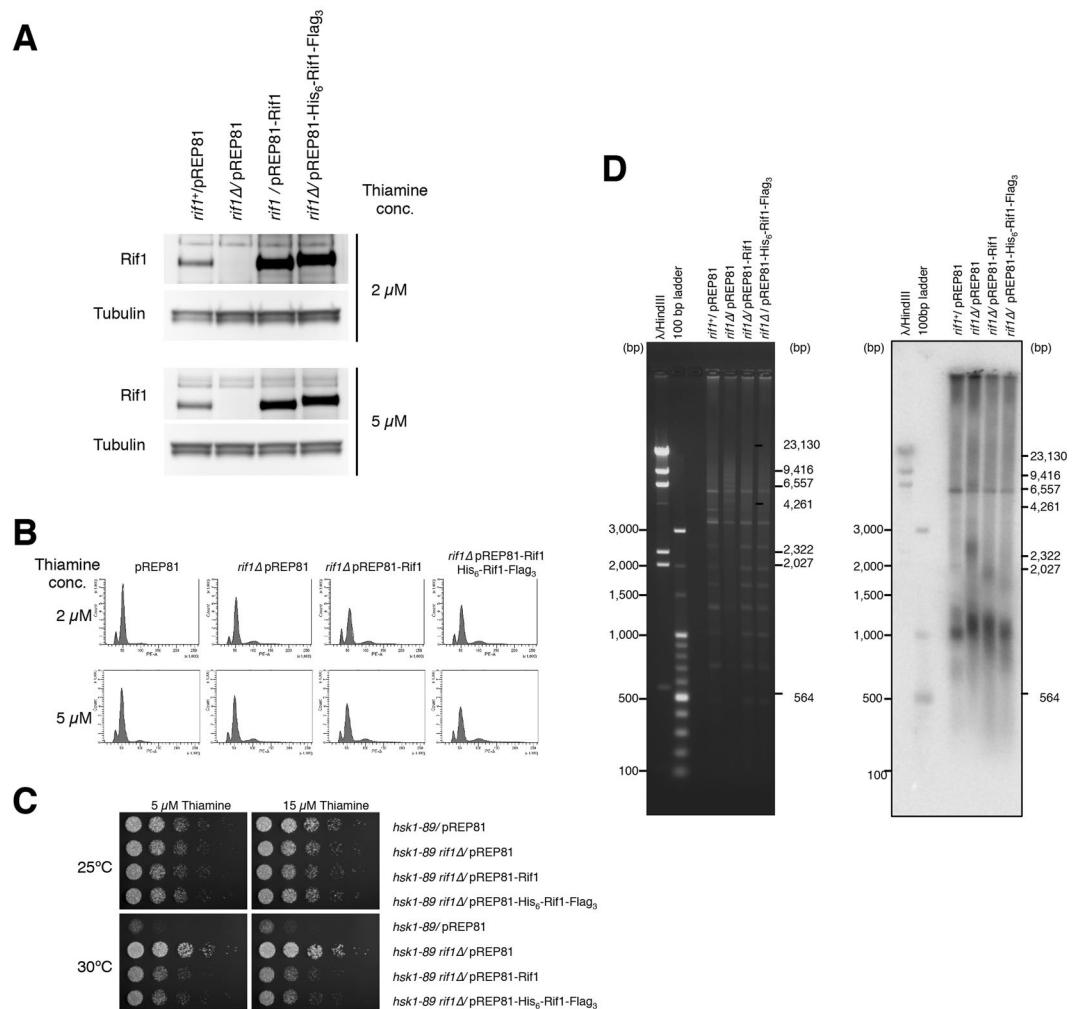 A
rif1⁺/pREP81
rif1Δ/pREP81
rif1 /pREP81-Rif1
rif1Δ/pREP81-His₆-Rif1-Flag₃
Thiamine
conc.
Rif1
Tubulin
2 µM
Rif1
Tubulin
5 µM
B
Thiamine
conc.
pREP81
rif1Δ pREP81
rif1Δ pREP81-Rif1
rif1Δ pREP81-Rif1
His₆-Rif1-Flag₃
2 µM
5 µM
Count
PE-A
C
5 µM Thiamine
15 µM Thiamine
25ºC
hsk1-89/ pREP81
hsk1-89 rif1Δ/ pREP81
hsk1-89 rif1Δ/ pREP81-Rif1
hsk1-89 rif1Δ/ pREP81-His₆-Rif1-Flag₃
30ºC
hsk1-89/ pREP81
hsk1-89 rif1Δ/ pREP81
hsk1-89 rif1Δ/ pREP81-Rif1
hsk1-89 rif1Δ/ pREP81-His₆-Rif1-Flag₃
D
λ/HindIII
100 bp ladder
rif1⁺/ pREP81
rif1Δ/ pREP81
rif1Δ/ pREP81-Rif1
rif1Δ / pREP81-His₆-Rif1-Flag₃
(bp)
(bp)
3,000
2,000
1,500
1,000
500
100
23,130
9,416
6,557
4,261
2,322
2,027
564
λ/HindIII
100bp ladder
rif1⁺/ pREP81
rif1Δ/ pREP81
rif1Δ/ pREP81-Rif1
rif1Δ/ pREP81-His₆-Rif1-Flag₃
(bp)
(bp)
3,000
2,000
1,500
1,000
500
100
23,130
9,416
6,557
4,261
2,322
2,027
564